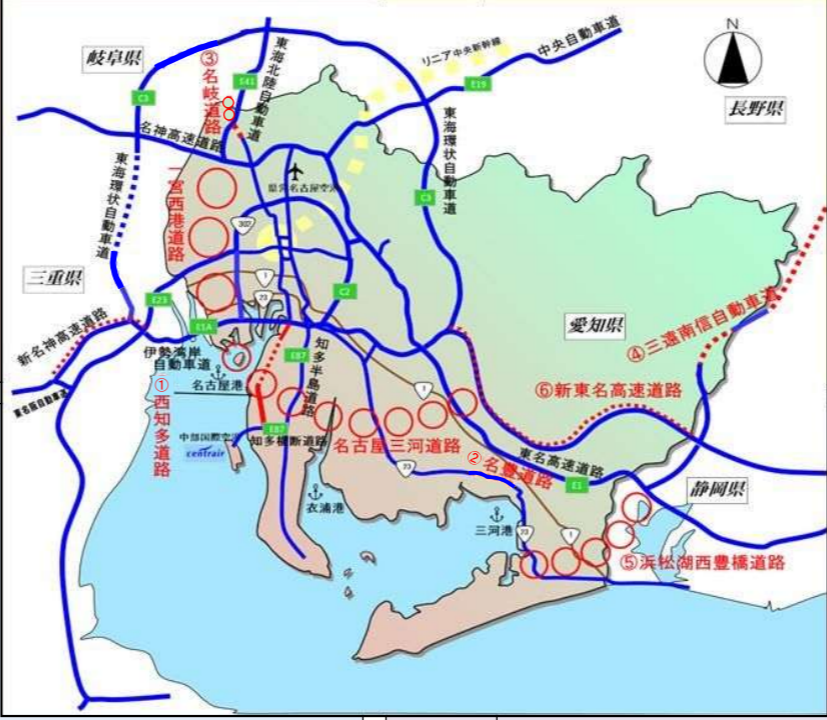 岐阜県
③名岐道路
E41
東海北陸自動車道
リニア中央新幹線
中央自動車道
E19
N
長野県
C3
名神高速道路
東海環状自動車道
一宮西港道路
県営名古屋空港
東海環状自動車道
C3
302
三重県
E23
1
23
C2
愛知県
新名神高速道路
E1A
伊勢湾岸
自動車道
名古屋港
E87
知多半島道路
④三遠南信自動車道
⑥新東名高速道路
東名阪自動車道
①西知多道路
1
中部国際空港
centrair
E87
知多横断道路
名古屋三河道路
23
②名豊道路
東名高速道路
E1
静岡県
衣浦港
三河港
23
1
⑤浜松湖西豊橋道路